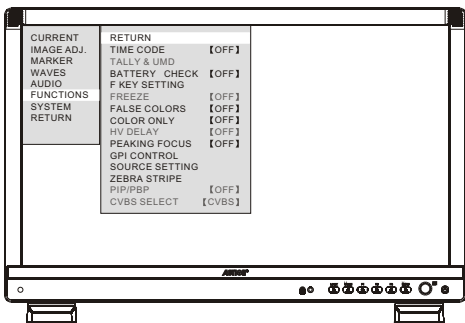 CURRENT
IMAGE ADJ.
MARKER
WAVES
AUDIO
FUNCTIONS
SYSTEM
RETURN
RETURN
TIME CODE 【OFF】
TALLY & UMD
BATTERY CHECK 【OFF】
F KEY SETTING
FREEZE 【OFF】
FALSE COLORS 【OFF】
COLOR ONLY 【OFF】
HV DELAY 【OFF】
PEAKING FOCUS 【OFF】
GPI CONTROL
SOURCE SETTING
ZEBRA STRIPE
PIP/PBP 【OFF】
CVBS SELECT 【CVBS】